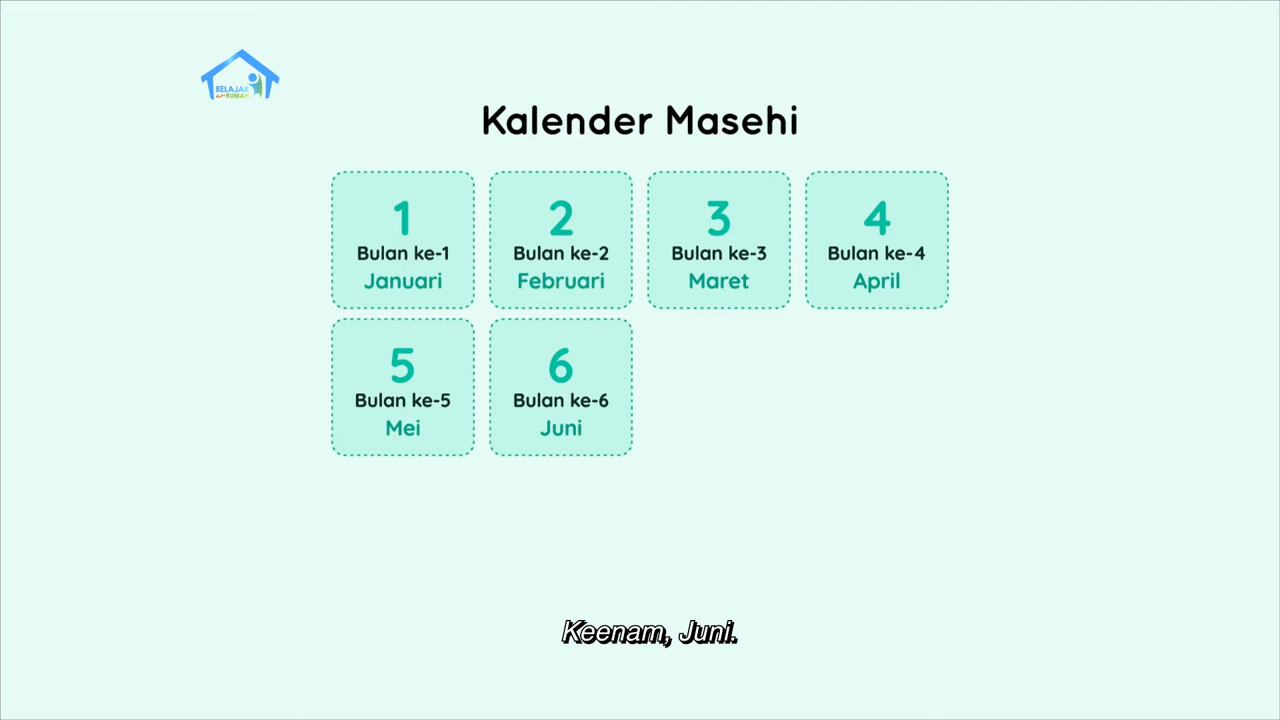 BELAJAR
dari RUMAH
Kalender Masehi
1
Bulan ke-1
Januari
2
Bulan ke-2
Februari
3
Bulan ke-3
Maret
4
Bulan ke-4
April
5
Bulan ke-5
Mei
6
Bulan ke-6
Juni
Keenam, Juni.